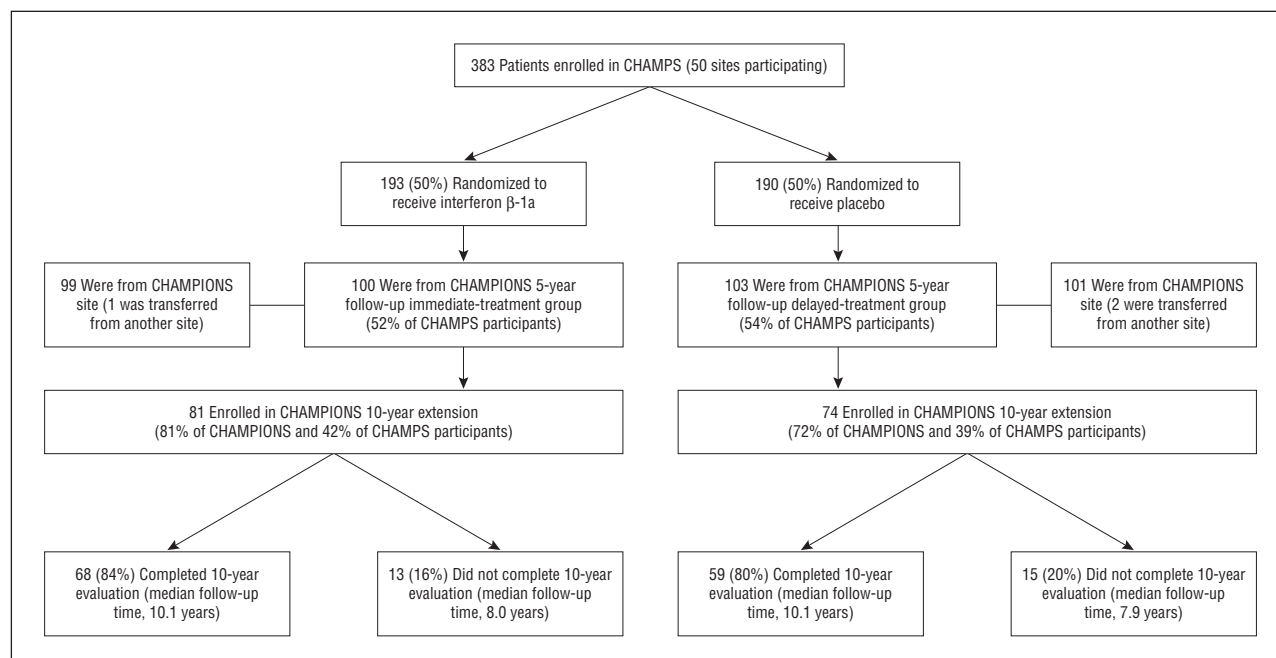 383 Patients enrolled in CHAMPS (50 sites participating)
193 (50%) Randomized to
receive interferon β-1a
190 (50%) Randomized to
receive placebo
99 Were from CHAMPIONS
site (1 was transferred
from another site)
100 Were from CHAMPIONS 5-year
follow-up immediate-treatment group
(52% of CHAMPS participants)
103 Were from CHAMPIONS 5-year
follow-up delayed-treatment group
(54% of CHAMPS participants)
101 Were from CHAMPIONS
site (2 were transferred
from another site)
81 Enrolled in CHAMPIONS 10-year extension
(81% of CHAMPIONS and 42% of CHAMPS participants)
74 Enrolled in CHAMPIONS 10-year extension
(72% of CHAMPIONS and 39% of CHAMPS participants)
68 (84%) Completed 10-year
evaluation (median follow-up
time, 10.1 years)
13 (16%) Did not complete 10-year
evaluation (median follow-up
time, 8.0 years)
59 (80%) Completed 10-year
evaluation (median follow-up
time, 10.1 years)
15 (20%) Did not complete 10-year
evaluation (median follow-up
time, 7.9 years)